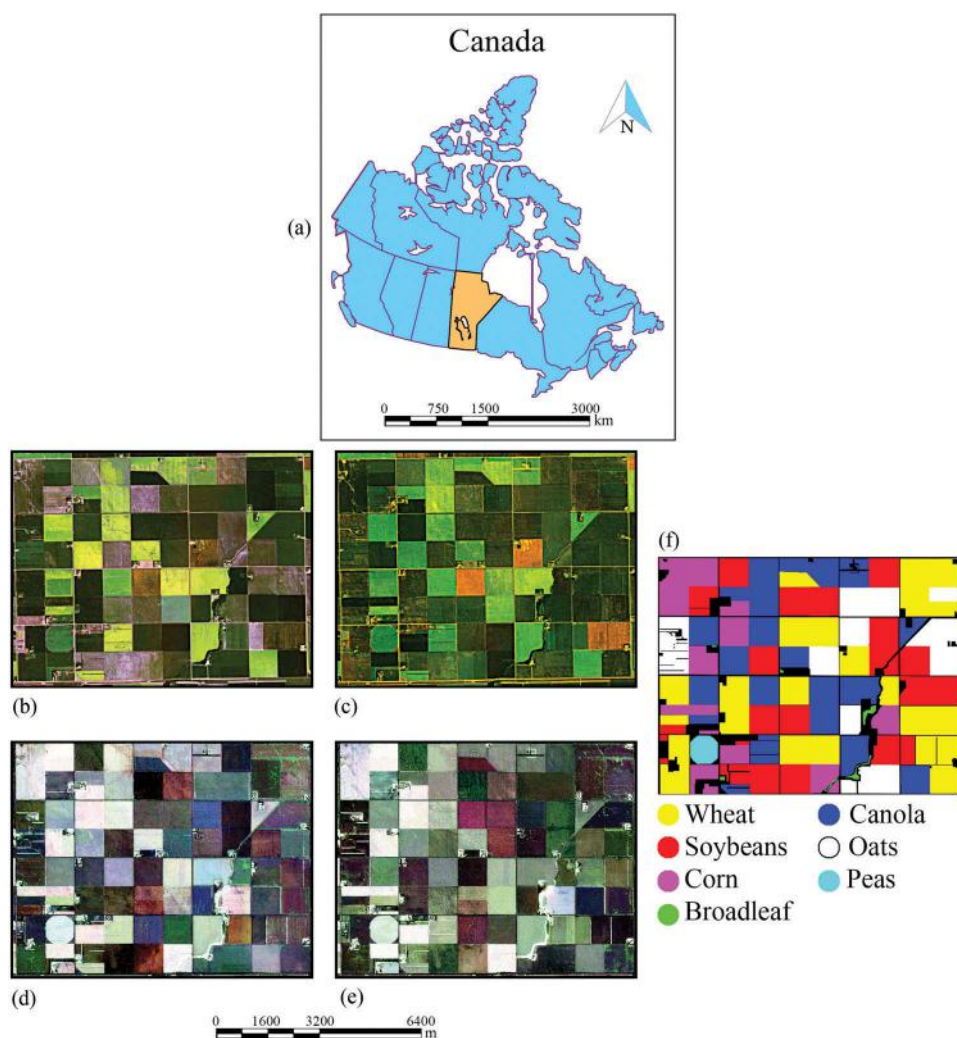 Canada
N
(a)
0 750 1500 3000
km
(b)
(c)
(f)
Wheat
Canola
Soybeans
Oats
Corn
Peas
Broadleaf
(d)
(e)
0 1600 3200 6400
m